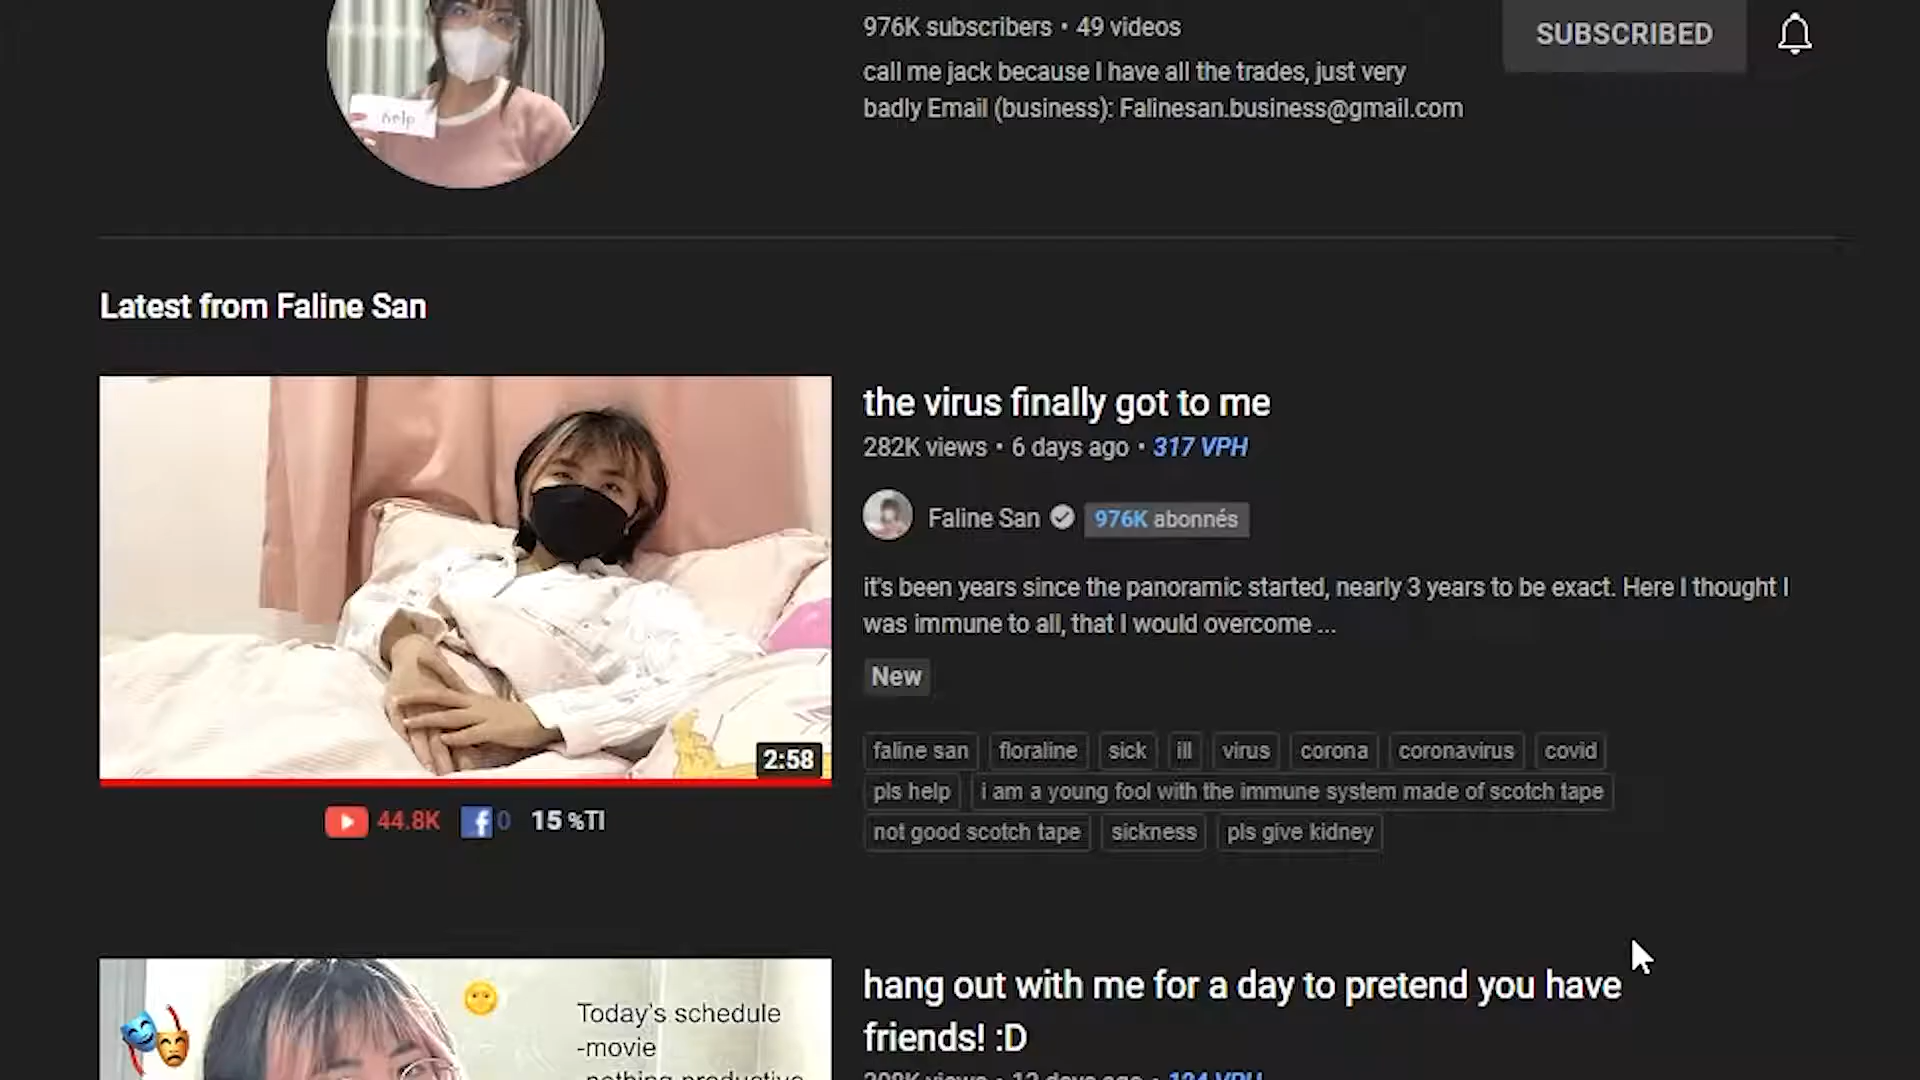 976K subscribers • 49 videos
SUBSCRIBED
call me jack because I have all the trades, just very
badly Email (business): Falinesan.business@gmail.com
help
Latest from Faline San
the virus finally got to me
282K views • 6 days ago • 317 VPH
Faline San 976K abonnés
it's been years since the panoramic started, nearly 3 years to be exact. Here I thought I
was immune to all, that I would overcome ...
New
2:58
faline san floraline sick ill virus corona coronavirus covid
pls help i am a young fool with the immune system made of scotch tape
not good scotch tape sickness pls give kidney
44.8K 0 15 %TI
hang out with me for a day to pretend you have
friends! :D
Today's schedule
-movie
-nothing productive